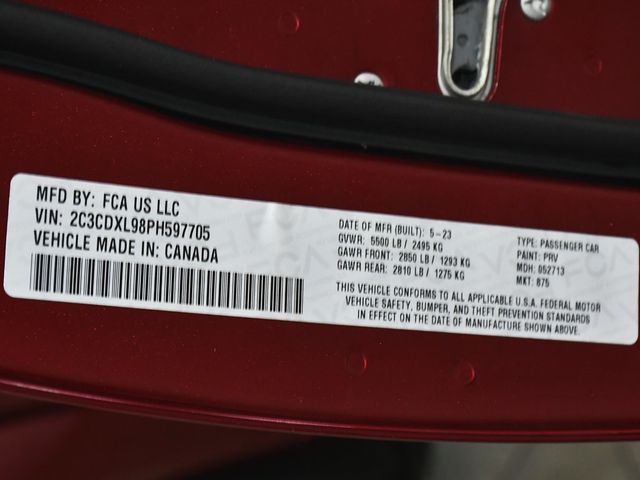 MFD BY: FCA US LLC
VIN: 2C3CDXL98PH597705
VEHICLE MADE IN: CANADA
DATE OF MFR (BUILT): 5-23
GVWR: 5500 LB / 2495 KG
GAWR FRONT: 2850 LB / 1293 KG
GAWR REAR: 2810 LB / 1275 KG
TYPE: PASSENGER CAR
PAINT: PRV
MDH: 052713
MKT: 875
THIS VEHICLE CONFORMS TO ALL APPLICABLE U.S.A. FEDERAL MOTOR
VEHICLE SAFETY, BUMPER, AND THEFT PREVENTION STANDARDS
IN EFFECT ON THE DATE OF MANUFACTURE SHOWN ABOVE.